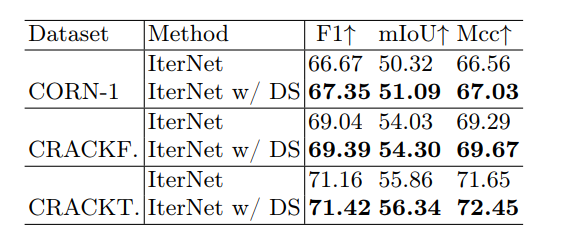 Dataset Method F1↑ mIoU↑ Mcc↑
IterNet 66.67 50.32 66.56
CORN-1 IterNet w/ DS 67.35 51.09 67.03
IterNet 69.04 54.03 69.29
CRACKF. IterNet w/ DS 69.39 54.30 69.67
IterNet 71.16 55.86 71.65
CRACKT. IterNet w/ DS 71.42 56.34 72.45